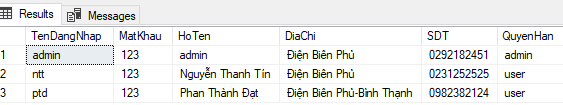 Results Messages
TenDangNhap MatKhau HoTen DiaChi SDT QuyenHan
1 admin 123 admin Điện Biên Phủ 0292182451 admin
2 ntt 123 Nguyễn Thanh Tín Điện Biên Phủ 0231252525 user
3 ptd 123 Phan Thành Đạt Điện Biên Phủ-Bình Thạnh 0982382124 user